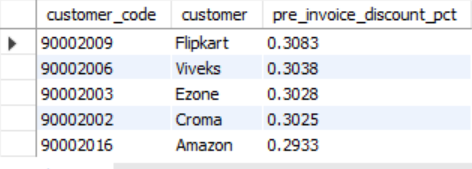 customer_code customer pre_invoice_discount_pct
90002009 Flipkart 0.3083
90002006 Viveks 0.3038
90002003 Ezone 0.3028
90002002 Croma 0.3025
90002016 Amazon 0.2933